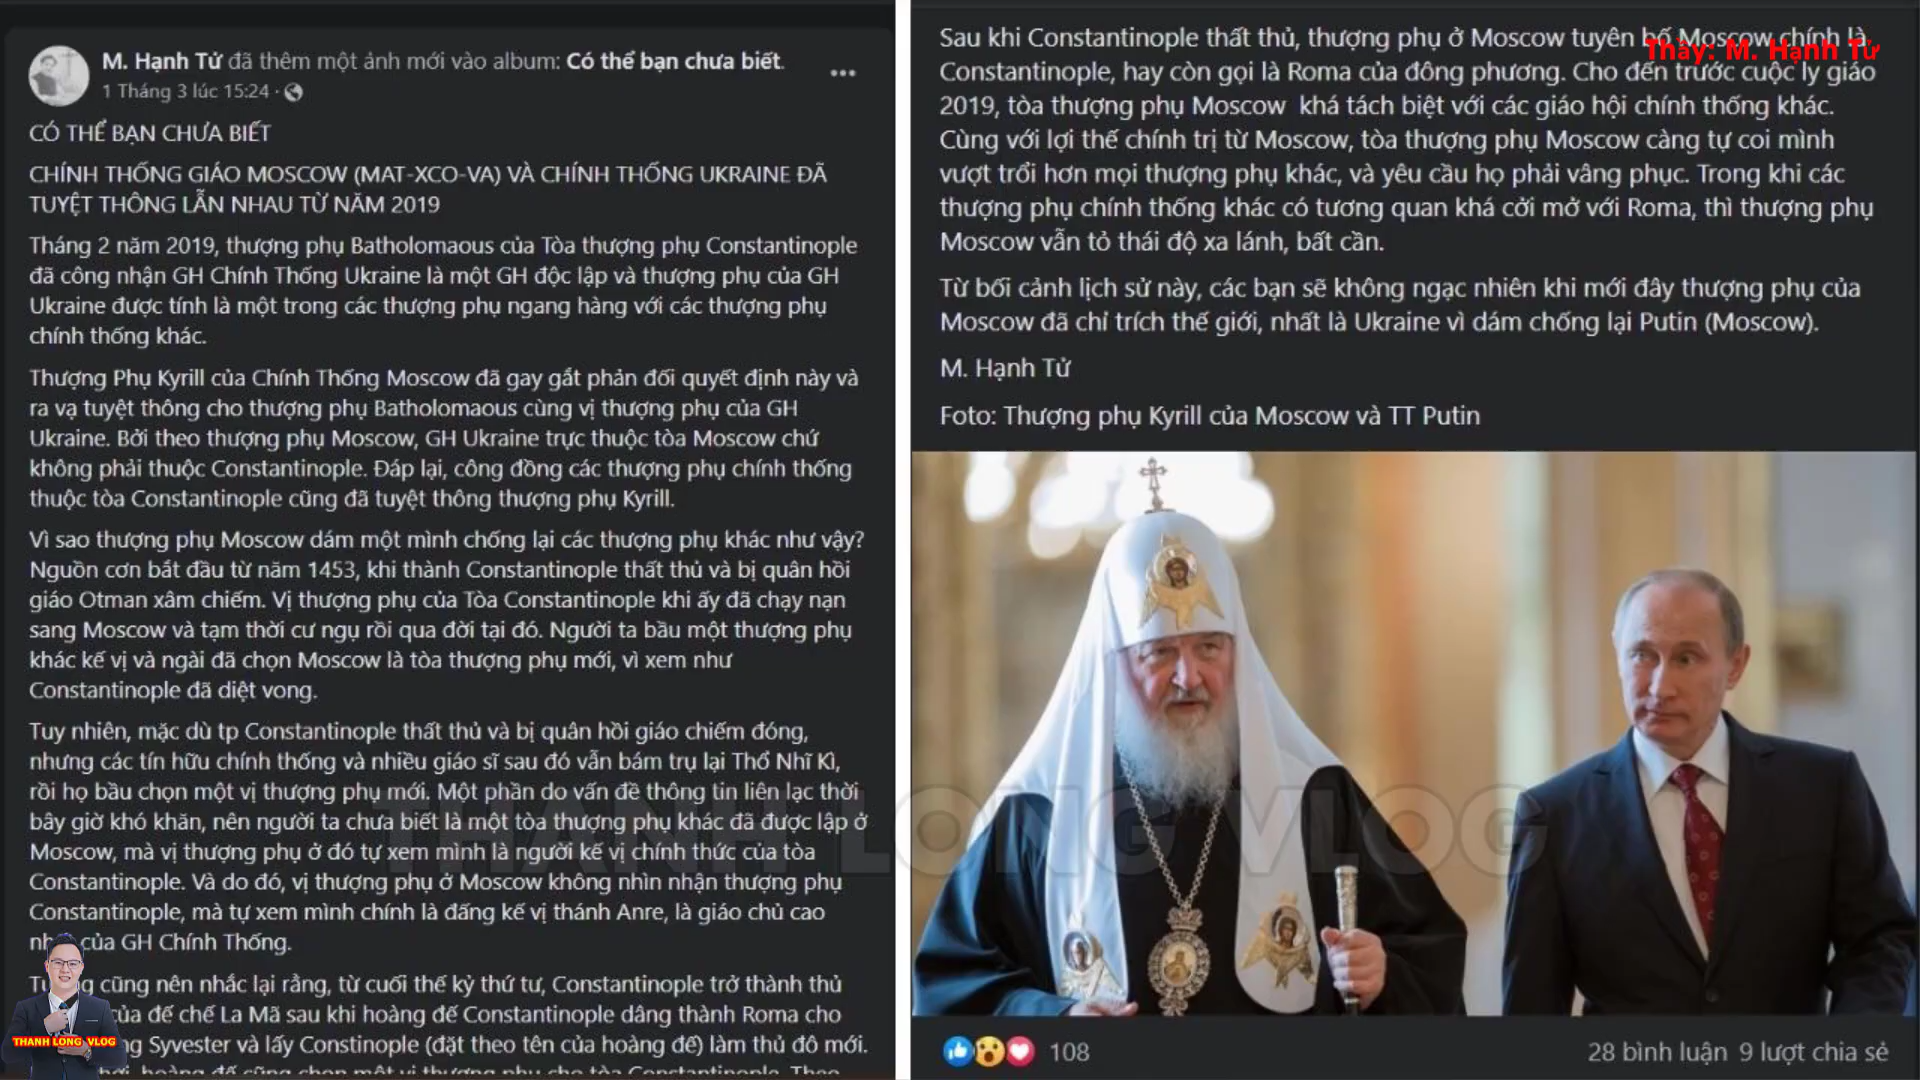 M. Hạnh Tử đã thêm một ảnh mới vào album: Có thể bạn chưa biết.
1 Tháng 3 lúc 15:24 ·
CÓ THỂ BẠN CHƯA BIẾT
CHÍNH THỐNG GIÁO MOSCOW (MAT-XCO-VA) VÀ CHÍNH THỐNG UKRAINE ĐÃ
TUYỆT THÔNG LẪN NHAU TỪ NĂM 2019
Tháng 2 năm 2019, thượng phụ Batholomaous của Tòa thượng phụ Constantinople
đã công nhận GH Chính Thống Ukraine là một GH độc lập và thượng phụ của GH
Ukraine được tính là một trong các thượng phụ ngang hàng với các thượng phụ
chính thống khác.
Thượng Phụ Kyrill của Chính Thống Moscow đã gay gắt phản đối quyết định này và
ra vạ tuyệt thông cho thượng phụ Batholomaous cùng vị thượng phụ của GH
Ukraine. Bởi theo thượng phụ Moscow, GH Ukraine trực thuộc tòa Moscow chứ
không phải thuộc Constantinople. Đáp lại, công đồng các thượng phụ chính thống
thuộc tòa Constantinople cũng đã tuyệt thông thượng phụ Kyrill.
Vì sao thượng phụ Moscow dám một mình chống lại các thượng phụ khác như vậy?
Nguồn cơn bắt đầu từ năm 1453, khi thành Constantinople thất thủ và bị quân hồi
giáo Otman xâm chiếm. Vị thượng phụ của Tòa Constantinople khi ấy đã chạy nạn
sang Moscow và tạm thời cư ngụ rồi qua đời tại đó. Người ta bầu một thượng phụ
khác kế vị và ngài đã chọn Moscow là tòa thượng phụ mới, vì xem như
Constantinople đã diệt vong.
Tuy nhiên, mặc dù tp Constantinople thất thủ và bị quân hồi giáo chiếm đóng,
nhưng các tín hữu chính thống và nhiều giáo sĩ sau đó vẫn bám trụ lại Thổ Nhĩ Kì,
rồi họ bầu chọn một vị thượng phụ mới. Một phần do vấn đề thông tin liên lạc thời
bây giờ khó khăn, nên người ta chưa biết là một tòa thượng phụ khác đã được lập ở
Moscow, mà vị thượng phụ ở đó tự xem mình là người kế vị chính thức của tòa
Constantinople. Và do đó, vị thượng phụ ở Moscow không nhìn nhận thượng phụ
Constantinople, mà tự xem mình chính là đấng kế vị thánh Anre, là giáo chủ cao
của GH Chính Thống.
cũng nên nhắc lại rằng, từ cuối thế kỷ thứ tư, Constantinople trở thành thủ
của đế chế La Mã sau khi hoàng đế Constantinople dâng thành Roma cho
Syvester và lấy Constinople (đặt theo tên của hoàng đế) làm thủ đô mới.
hoàng đế cũng chọn một vị thượng phụ cho tòa Constantinople. Theo
THANH LONG VLOG
Sau khi Constantinople thất thủ, thượng phụ ở Moscow tuyên bố Moscow chính là
Thầy: M. Hạnh Tử
Constantinople, hay còn gọi là Roma của đông phương. Cho đến trước cuộc ly giáo
2019, tòa thượng phụ Moscow khá tách biệt với các giáo hội chính thống khác.
Cùng với lợi thế chính trị từ Moscow, tòa thượng phụ Moscow càng tự coi mình
vượt trổi hơn mọi thượng phụ khác, và yêu cầu họ phải vâng phục. Trong khi các
thượng phụ chính thống khác có tương quan khá cởi mở với Roma, thì thượng phụ
Moscow vẫn tỏ thái độ xa lánh, bất cần.
Từ bối cảnh lịch sử này, các bạn sẽ không ngạc nhiên khi mới đây thượng phụ của
Moscow đã chỉ trích thế giới, nhất là Ukraine vì dám chống lại Putin (Moscow).
M. Hạnh Tử
Foto: Thượng phụ Kyrill của Moscow và TT Putin
THANH LONG VLOG
108
28 bình luận 9 lượt chia sẻ